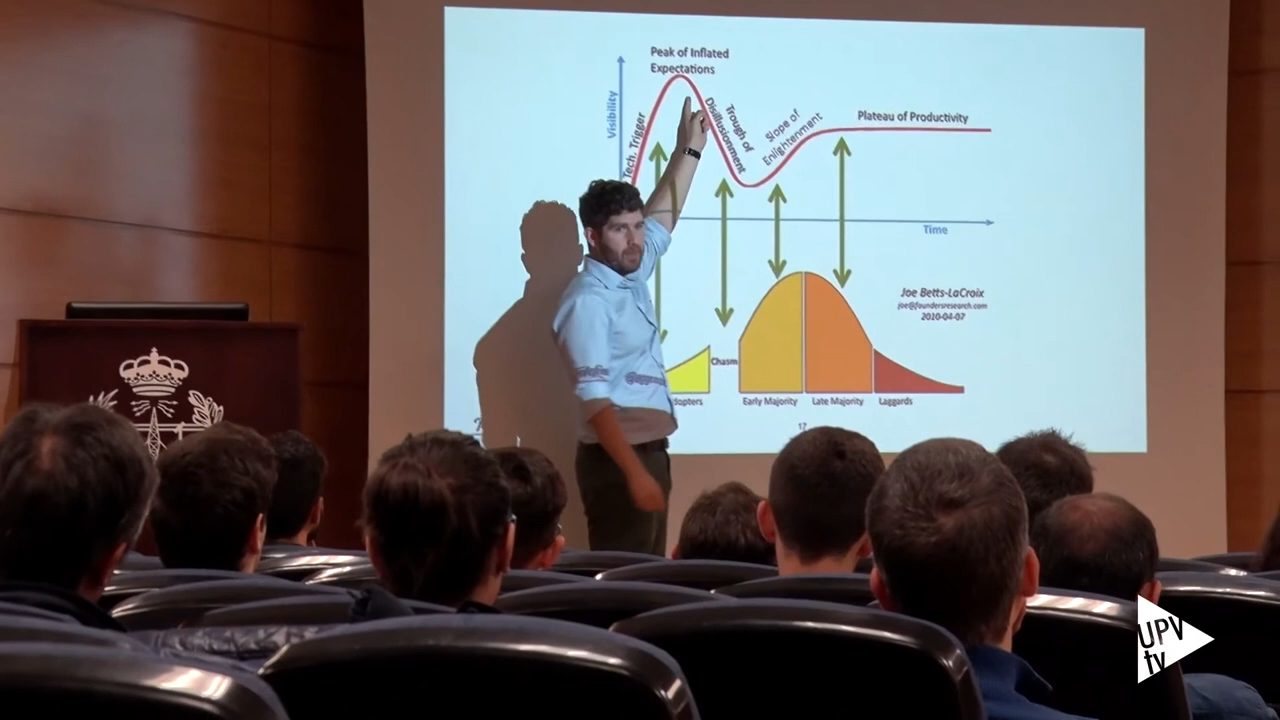 Peak of Inflated
Expectations
Visibility
Tech. Trigger
Trough of
Disillusionment
Slope of
Enlightenment
Plateau of Productivity
Time
Joe Betts-LaCroix
joe@foundersresearch.com
2010-04-07
Chasm
Early Majority
Late Majority
Laggards
17
UPV
tv